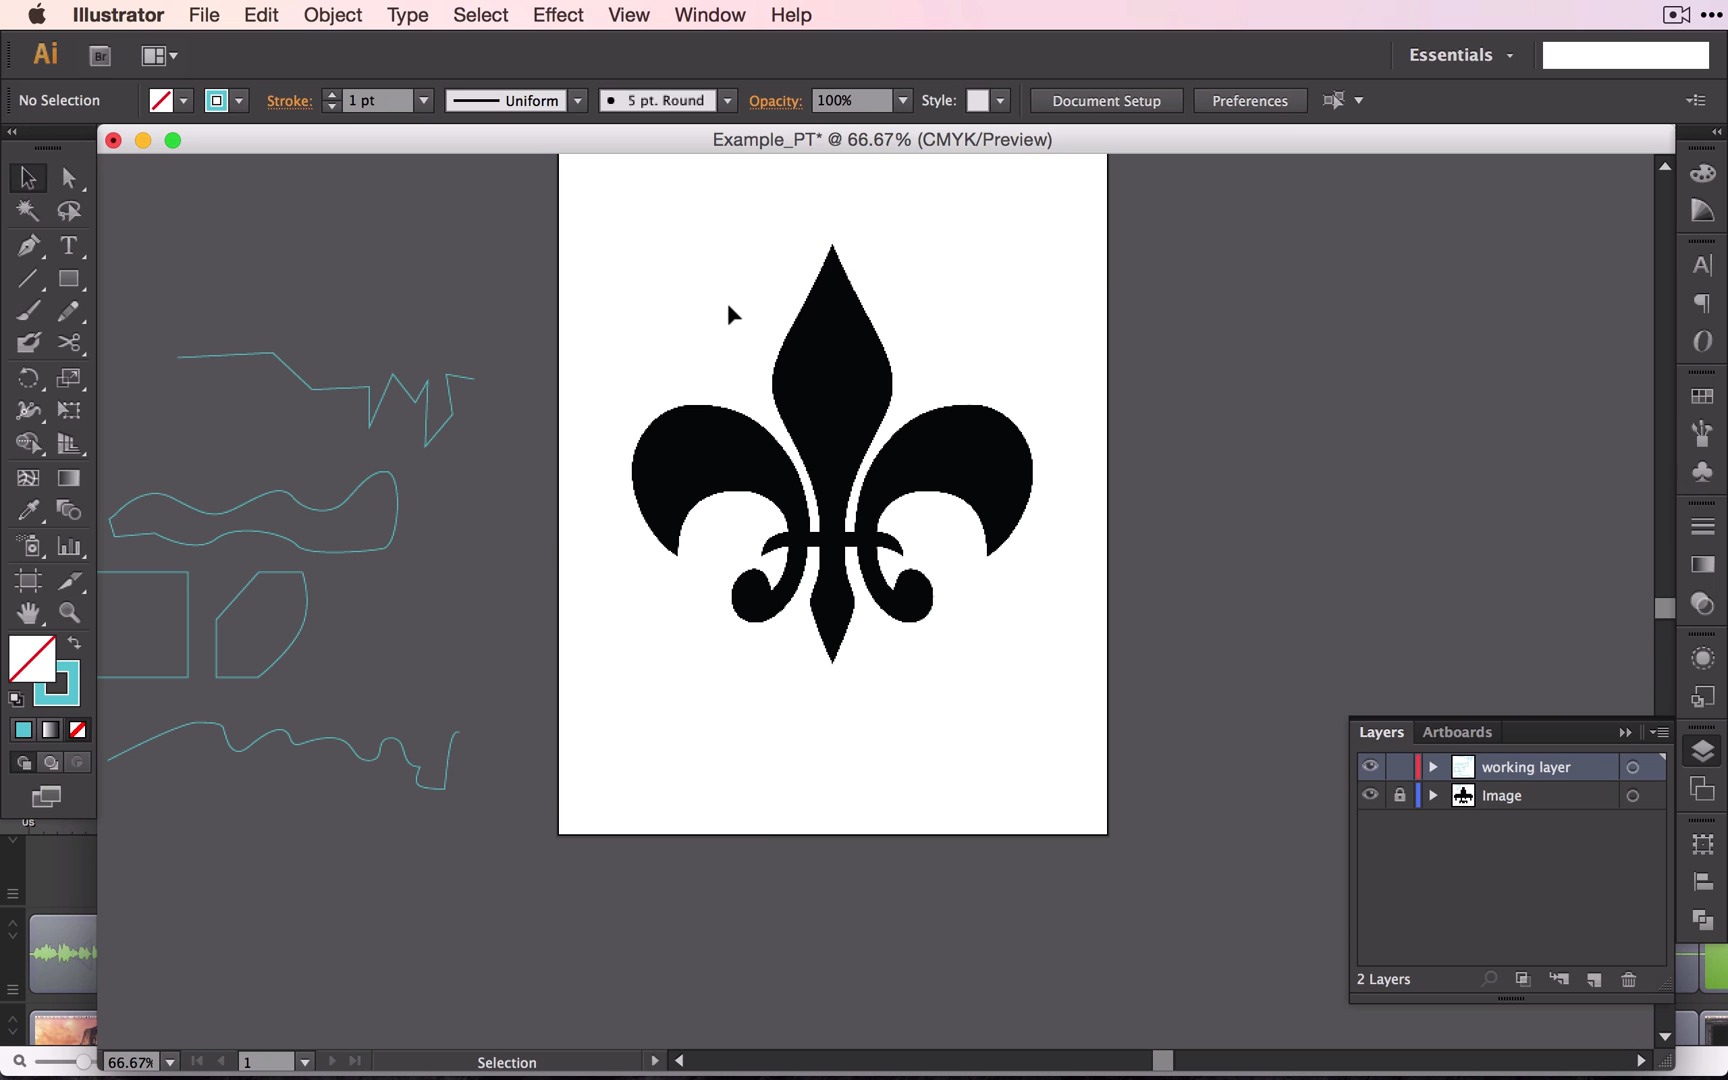 Illustrator File Edit Object Type Select Effect View Window Help
Ai Br Essentials
No Selection Stroke: 1 pt Uniform 5 pt. Round Opacity: 100% Style: Document Setup Preferences
Example_PT* @ 66.67% (CMYK/Preview)
Layers Artboards
working layer
Image
2 Layers
US
66.67% 1 Selection